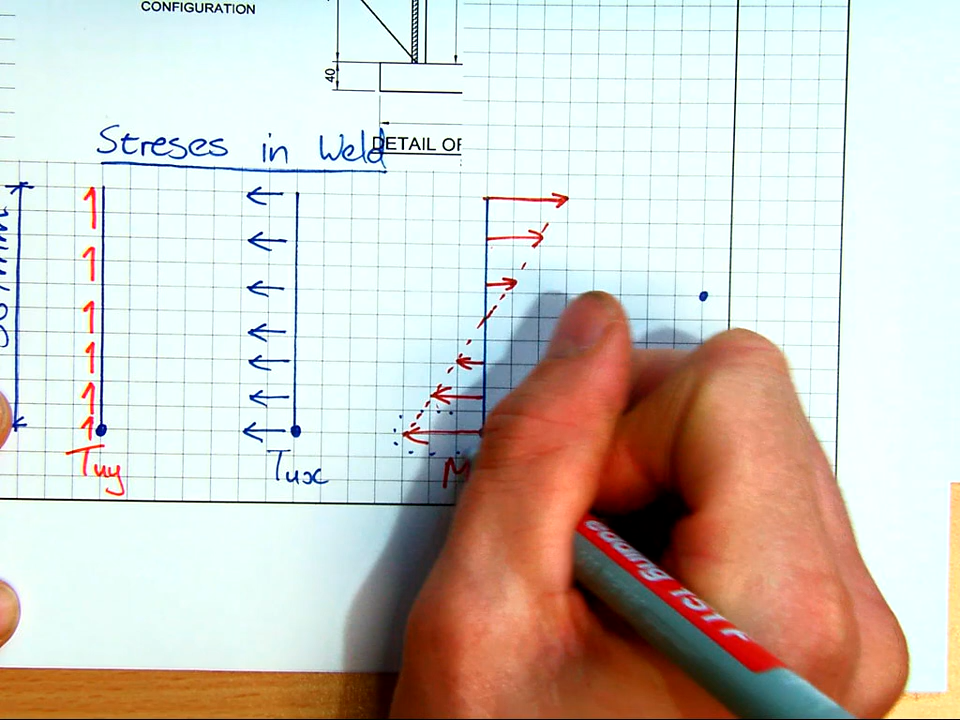 CONFIGURATION
40
DETAIL OF
Streses in Weld
Tuy
Tux
M